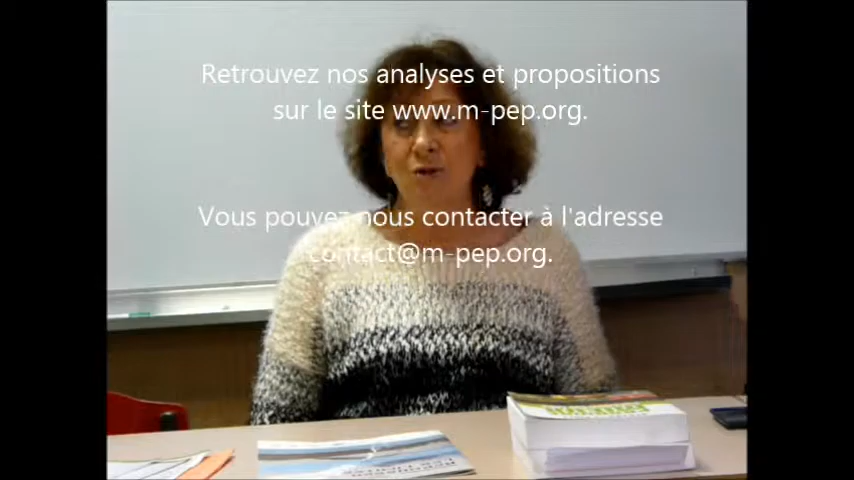 Retrouvez nos analyses et propositions
sur le site www.m-pep.org.
Vous pouvez nous contacter à l'adresse
contact@m-pep.org.